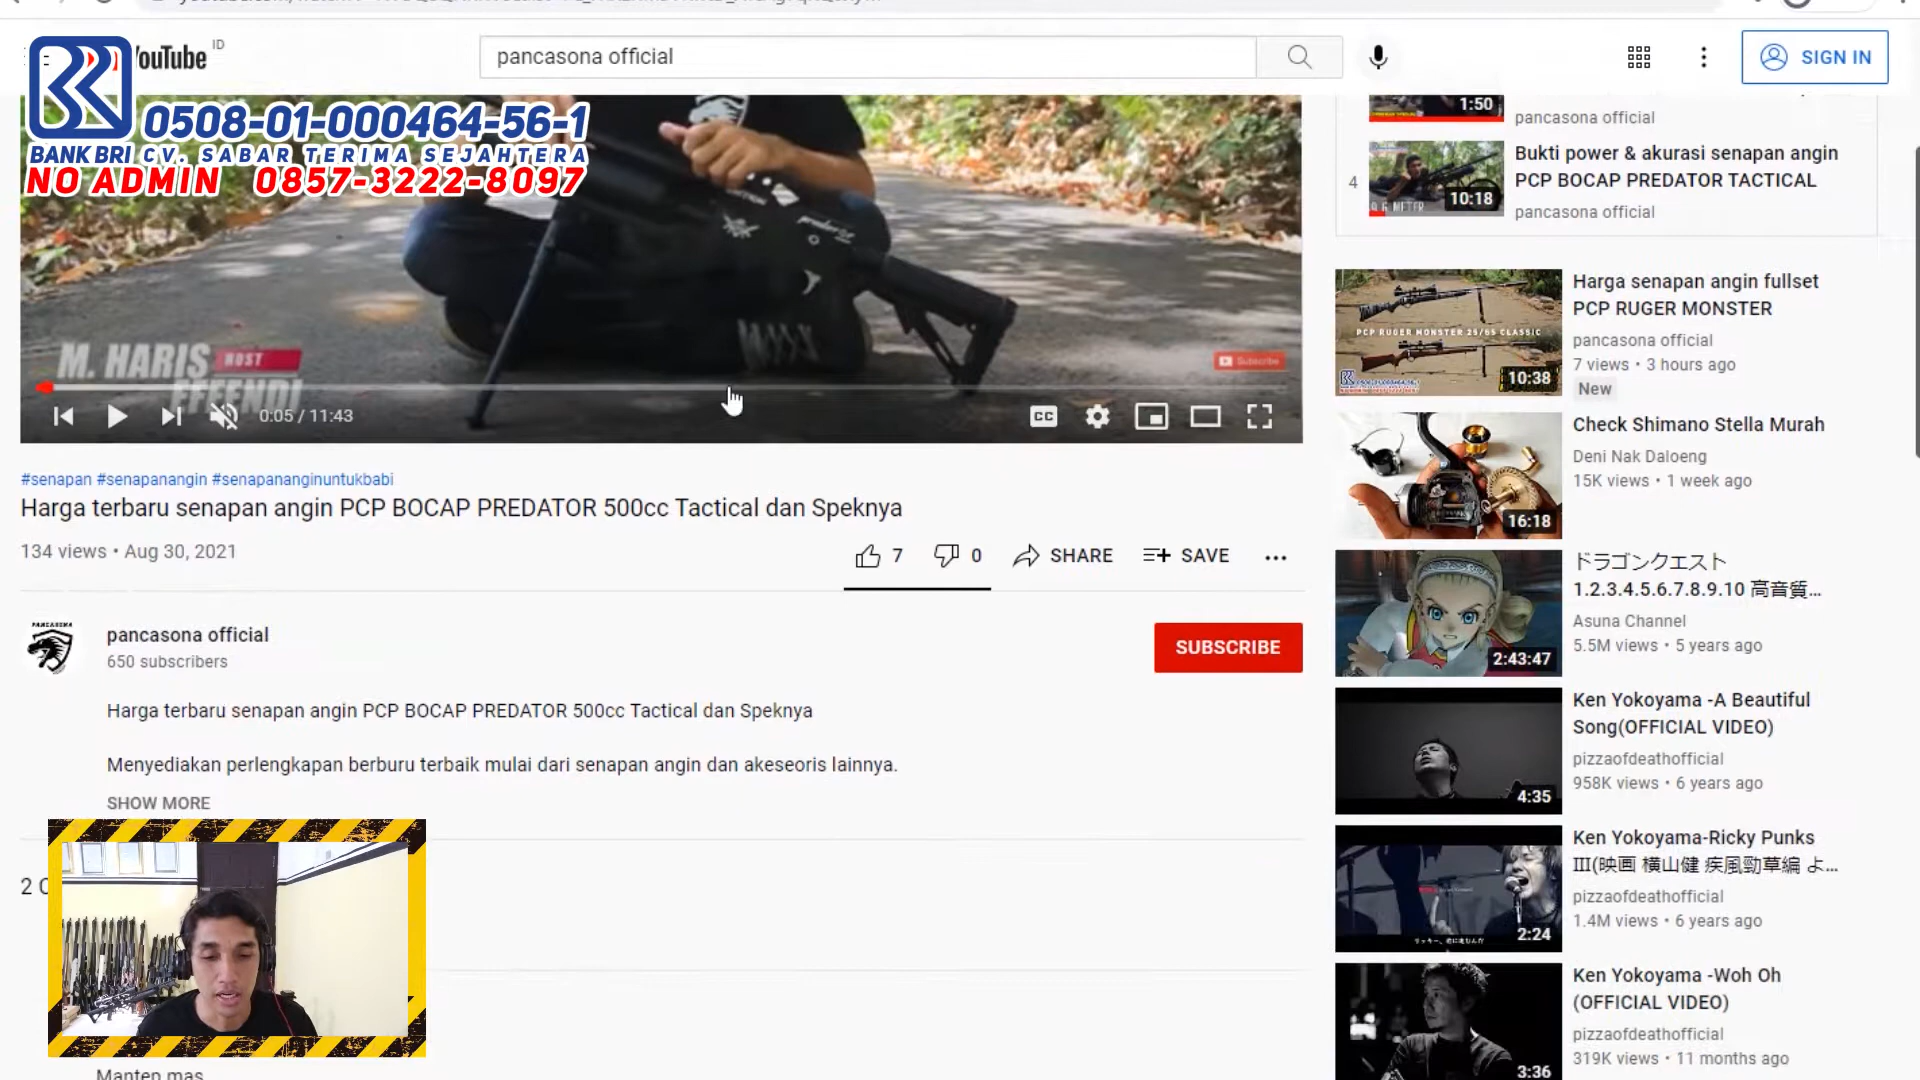 YouTube
ID
pancasona official
SIGN IN
0508-01-000464-56-1
BANK BRI CV. SABAR TERIMA SEJAHTERA
NO ADMIN 0857-3222-8097
M. HARIS HOST
EFFENDI
Subscribe
0:05 / 11:43
CC
#senapan #senapanangin #senapananginuntukbabi
Harga terbaru senapan angin PCP BOCAP PREDATOR 500cc Tactical dan Speknya
134 views • Aug 30, 2021
7
0
SHARE
SAVE
pancasona official
650 subscribers
SUBSCRIBE
Harga terbaru senapan angin PCP BOCAP PREDATOR 500cc Tactical dan Speknya
Menyediakan perlengkapan berburu terbaik mulai dari senapan angin dan akeseoris lainnya.
SHOW MORE
2 C
Mantep mas
1:50
pancasona official
4
10:18
Bukti power & akurasi senapan angin
PCP BOCAP PREDATOR TACTICAL
pancasona official
PCP RUGER MONSTER 25/65 CLASSIC
10:38
Harga senapan angin fullset
PCP RUGER MONSTER
pancasona official
7 views • 3 hours ago
New
16:18
Check Shimano Stella Murah
Deni Nak Daloeng
15K views • 1 week ago
2:43:47
ドラゴンクエスト
1.2.3.4.5.6.7.8.9.10 高音質...
Asuna Channel
5.5M views • 5 years ago
4:35
Ken Yokoyama -A Beautiful
Song(OFFICIAL VIDEO)
pizzaofdeathofficial
958K views • 6 years ago
2:24
Ken Yokoyama-Ricky Punks
III(映画 横山健 疾風勁草編 よ...
pizzaofdeathofficial
1.4M views • 6 years ago
3:36
Ken Yokoyama -Woh Oh
(OFFICIAL VIDEO)
pizzaofdeathofficial
319K views • 11 months ago